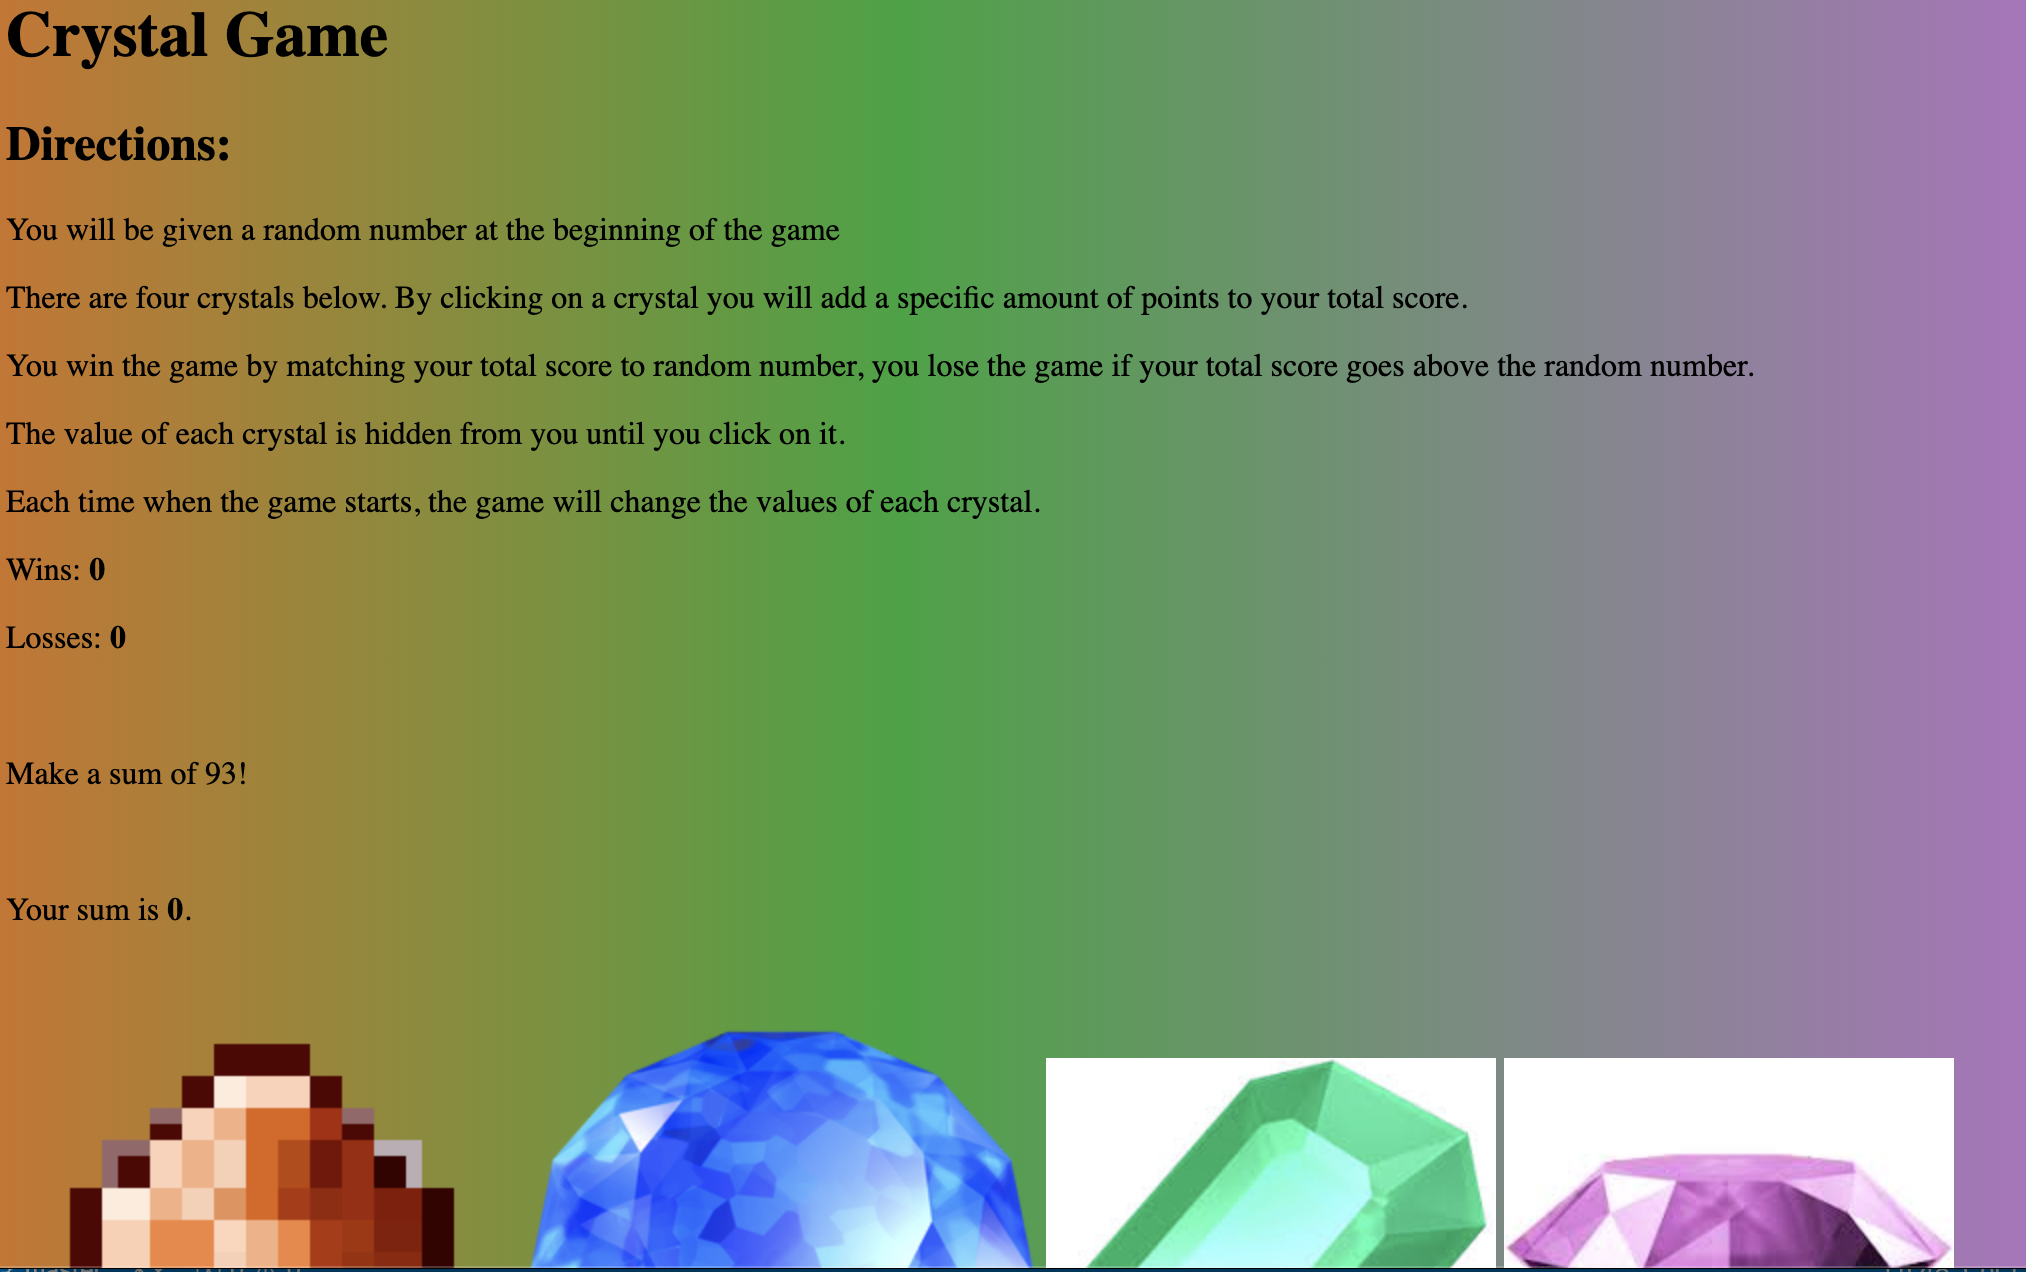 Crystal Game
Directions:
You will be given a random number at the beginning of the game
There are four crystals below. By clicking on a crystal you will add a specific amount of points to your total score.
You win the game by matching your total score to random number, you lose the game if your total score goes above the random number.
The value of each crystal is hidden from you until you click on it.
Each time when the game starts, the game will change the values of each crystal.
Wins: 0
Losses: 0
Make a sum of 93!
Your sum is 0.